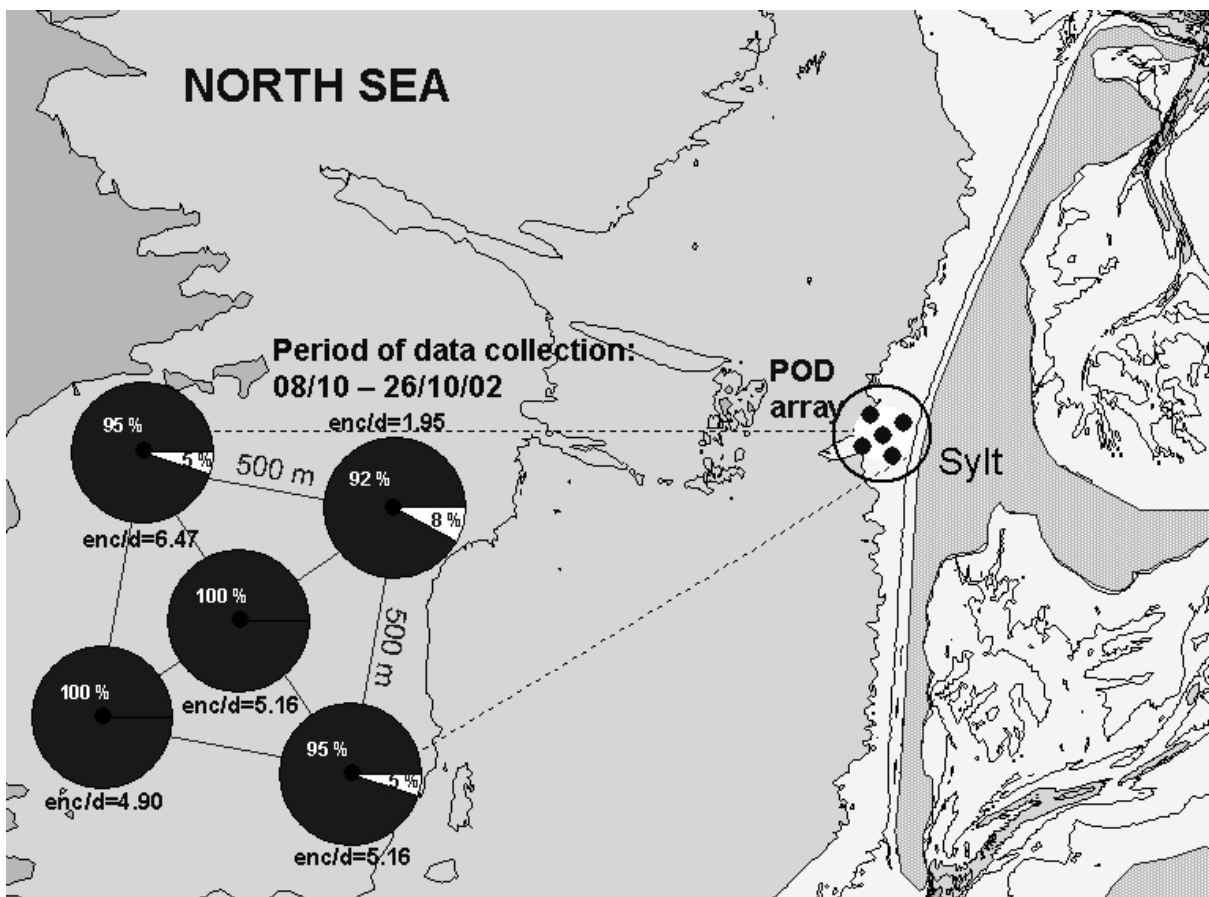 NORTH SEA
Period of data collection:
08/10 – 26/10/02
POD
array
Sylt
95 %
5 %
enc/d=6.47
500 m
enc/d=1.95
92 %
8 %
100 %
enc/d=5.16
500 m
100 %
enc/d=4.90
95 %
5 %
enc/d=5.16